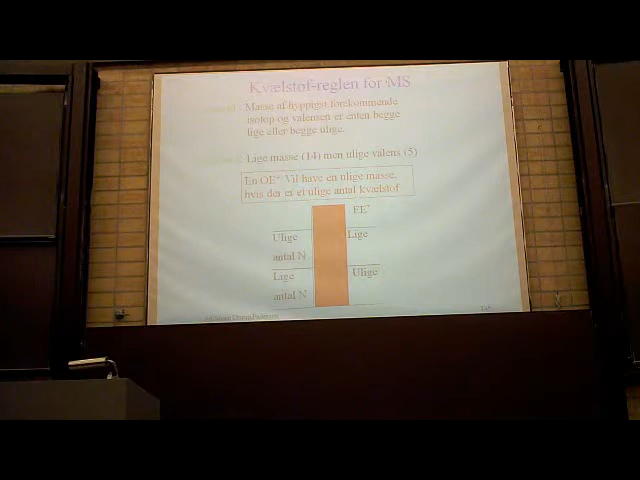 Kvælstof-reglen for MS
Masse af hyppigst forekommende
isotop og valensen er enten begge
lige eller begge ulige.
Lige masse (14) men ulige valens (5)
En OE+• Vil have en ulige masse,
hvis der er et ulige antal kvælstof
EE+
Ulige
Lige
antal N
Lige
Ulige
antal N